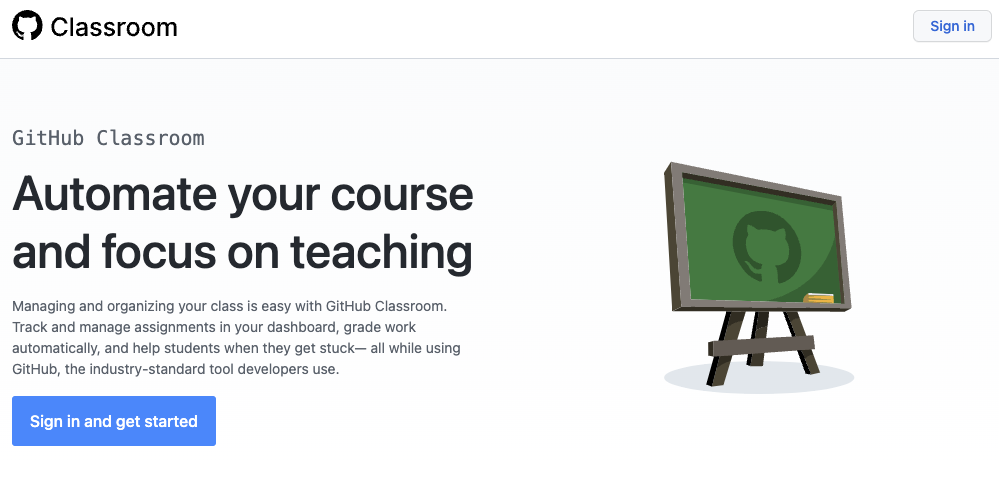 Classroom
Sign in
GitHub Classroom
Automate your course
and focus on teaching
Managing and organizing your class is easy with GitHub Classroom.
Track and manage assignments in your dashboard, grade work
automatically, and help students when they get stuck— all while using
GitHub, the industry-standard tool developers use.
Sign in and get started